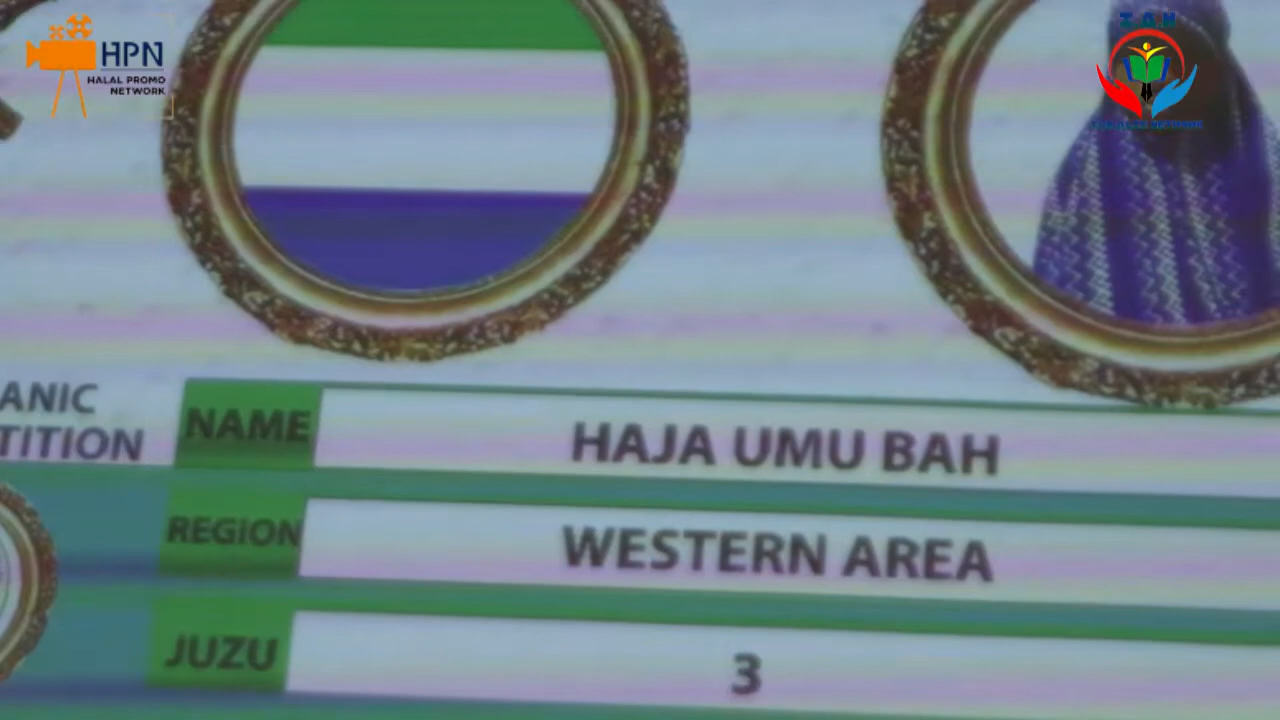 HPN
HALAL PROMO
NETWORK
ANIC
TITION
NAME
HAJA UMU BAH
REGION
WESTERN AREA
JUZU
3